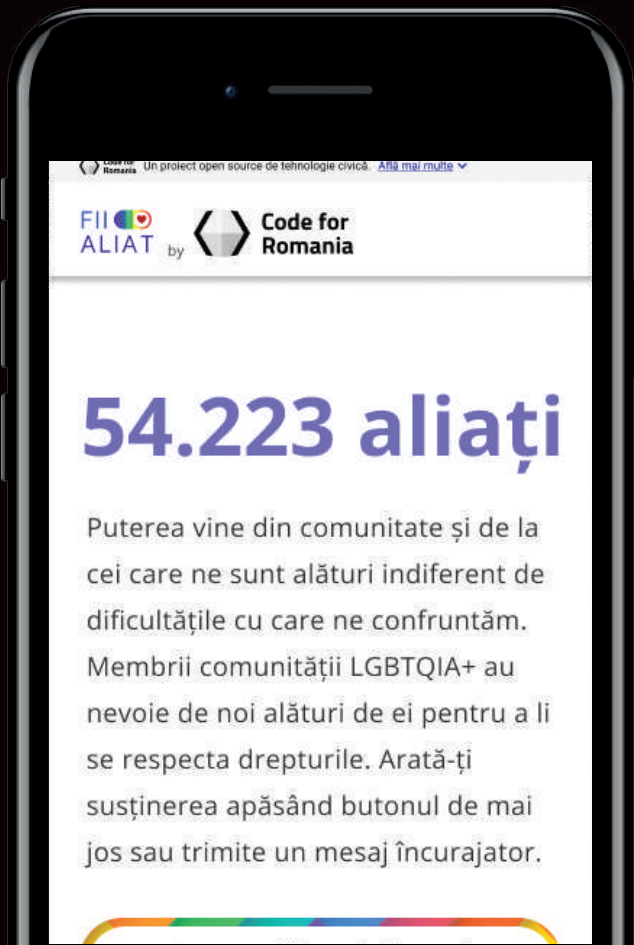 Code for
Romania Un proiect open source de tehnologie civică. Află mai multe
FII
ALIAT by Code for
Romania
54.223 aliați
Puterea vine din comunitate și de la
cei care ne sunt alături indiferent de
dificultățile cu care ne confruntăm.
Membrii comunității LGBTQIA+ au
nevoie de noi alături de ei pentru a li
se respecta drepturile. Arată-ți
susținerea apăsând butonul de mai
jos sau trimite un mesaj încurajator.